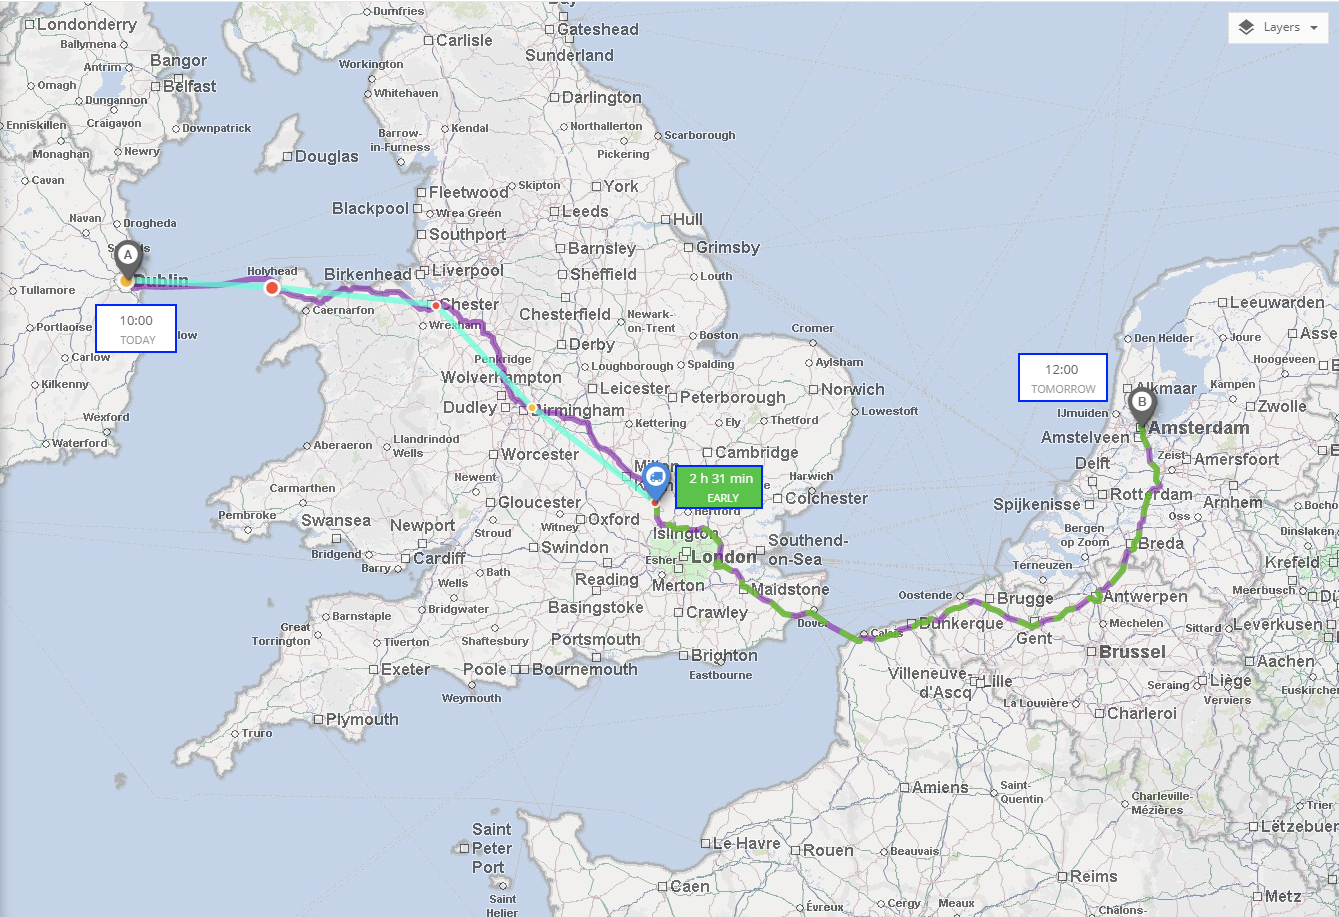 Layers
Londonderry
Dumfries
Gateshead
Carlisle
Ballymena
Sunderland
Bangor
Antrim
Workington
Omagh
Belfast
Whitehaven
Darlington
Dungannon
Enniskillen
Craigavon
Downpatrick
Barrow-
in-Furness
Kendal
Northallerton
Scarborough
Monaghan
Newry
Douglas
Pickering
Cavan
Fleetwood
Skipton
York
Blackpool
Wrea Green
Leeds
Navan
Drogheda
Hull
Southport
Barnsley
Grimsby
A
Dublin
Holyhead
Birkenhead
Liverpool
Sheffield
Louth
Tullamore
Caernarfon
Chester
Chesterfield
Newark-
on-Trent
Leeuwarden
10:00
TODAY
Portlaoise
Wrexham
Boston
Cromer
Den Helder
Joure
Carlow
Penkridge
Derby
Loughborough
Spalding
Aylsham
Hoogeveen
12:00
TOMORROW
Kilkenny
Wolverhampton
Leicester
Peterborough
Norwich
Alkmaar
Kampen
Wexford
Dudley
Birmingham
Lowestoft
B
IJmuiden
Zwolle
Waterford
Kettering
Ely
Thetford
Amstelveen
Amsterdam
Aberaeron
Llandrindod
Wells
Worcester
Cambridge
Zeist
Amersfoort
Delft
Carmarthen
Newent
2 h 31 min
EARLY
Harwich
Colchester
Rotterdam
Arnhem
Pembroke
Gloucester
Hertford
Spijkenisse
Oss
Swansea
Newport
Stroud
Witney
Oxford
Islington
Southend-
on-Sea
Bergen
op Zoom
Dinslaken
Bridgend
Cardiff
Swindon
London
Breda
Barry
Bath
Esher
Terneuzen
Krefeld
Wells
Reading
Merton
Maidstone
Oostende
Brugge
Antwerpen
Meerbusch
Barnstaple
Bridgwater
Basingstoke
Crawley
Dover
Calais
Dunkerque
Mechelen
Sittard
Leverkusen
Great
Torrington
Tiverton
Shaftesbury
Portsmouth
Gent
Brussel
Exeter
Poole
Bournemouth
Brighton
Eastbourne
Villeneuve-
d'Ascq
Lille
Aachen
Liège
Seraing
Verviers
Weymouth
La Louvière
Charleroi
Plymouth
Truro
Amiens
Saint-
Quentin
Charleville-
Mézières
Trier
Saint
Peter
Port
Le Havre
Rouen
Beauvais
Caen
Reims
Saint
Helier
Évreux
Cergy
Meaux
Châlons-
Metz